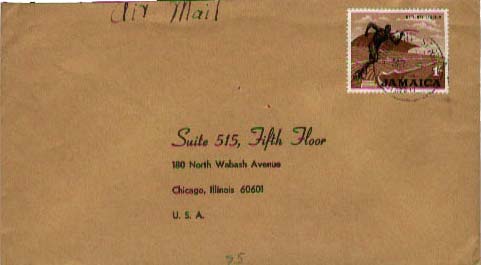 Air Mail
JAMAICA
Suite 515, Fifth Floor
180 North Wabash Avenue
Chicago, Illinois 60601
U. S. A.